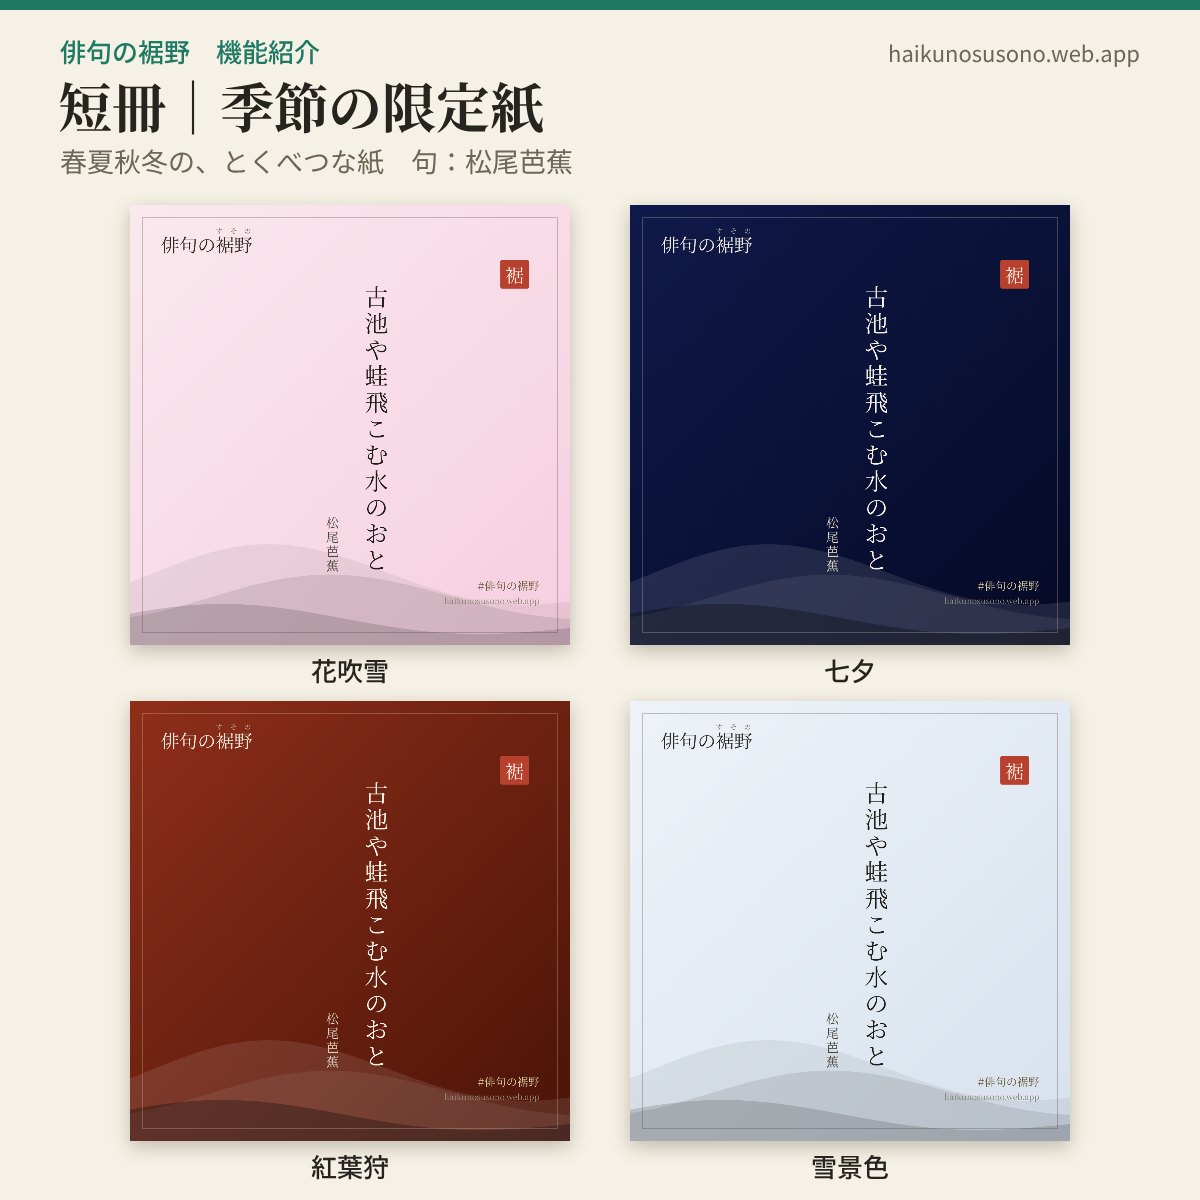 俳句の裾野　機能紹介
haikunosusono.web.app
短冊｜季節の限定紙
春夏秋冬の、とくべつな紙　句：松尾芭蕉
すその
俳句の裾野
裾
古池や蛙飛こむ水のおと
松尾芭蕉
#俳句の裾野
haikunosusono.web.app
花吹雪
すその
俳句の裾野
裾
古池や蛙飛こむ水のおと
松尾芭蕉
#俳句の裾野
haikunosusono.web.app
七夕
すその
俳句の裾野
裾
古池や蛙飛こむ水のおと
松尾芭蕉
#俳句の裾野
haikunosusono.web.app
紅葉狩
すその
俳句の裾野
裾
古池や蛙飛こむ水のおと
松尾芭蕉
#俳句の裾野
haikunosusono.web.app
雪景色